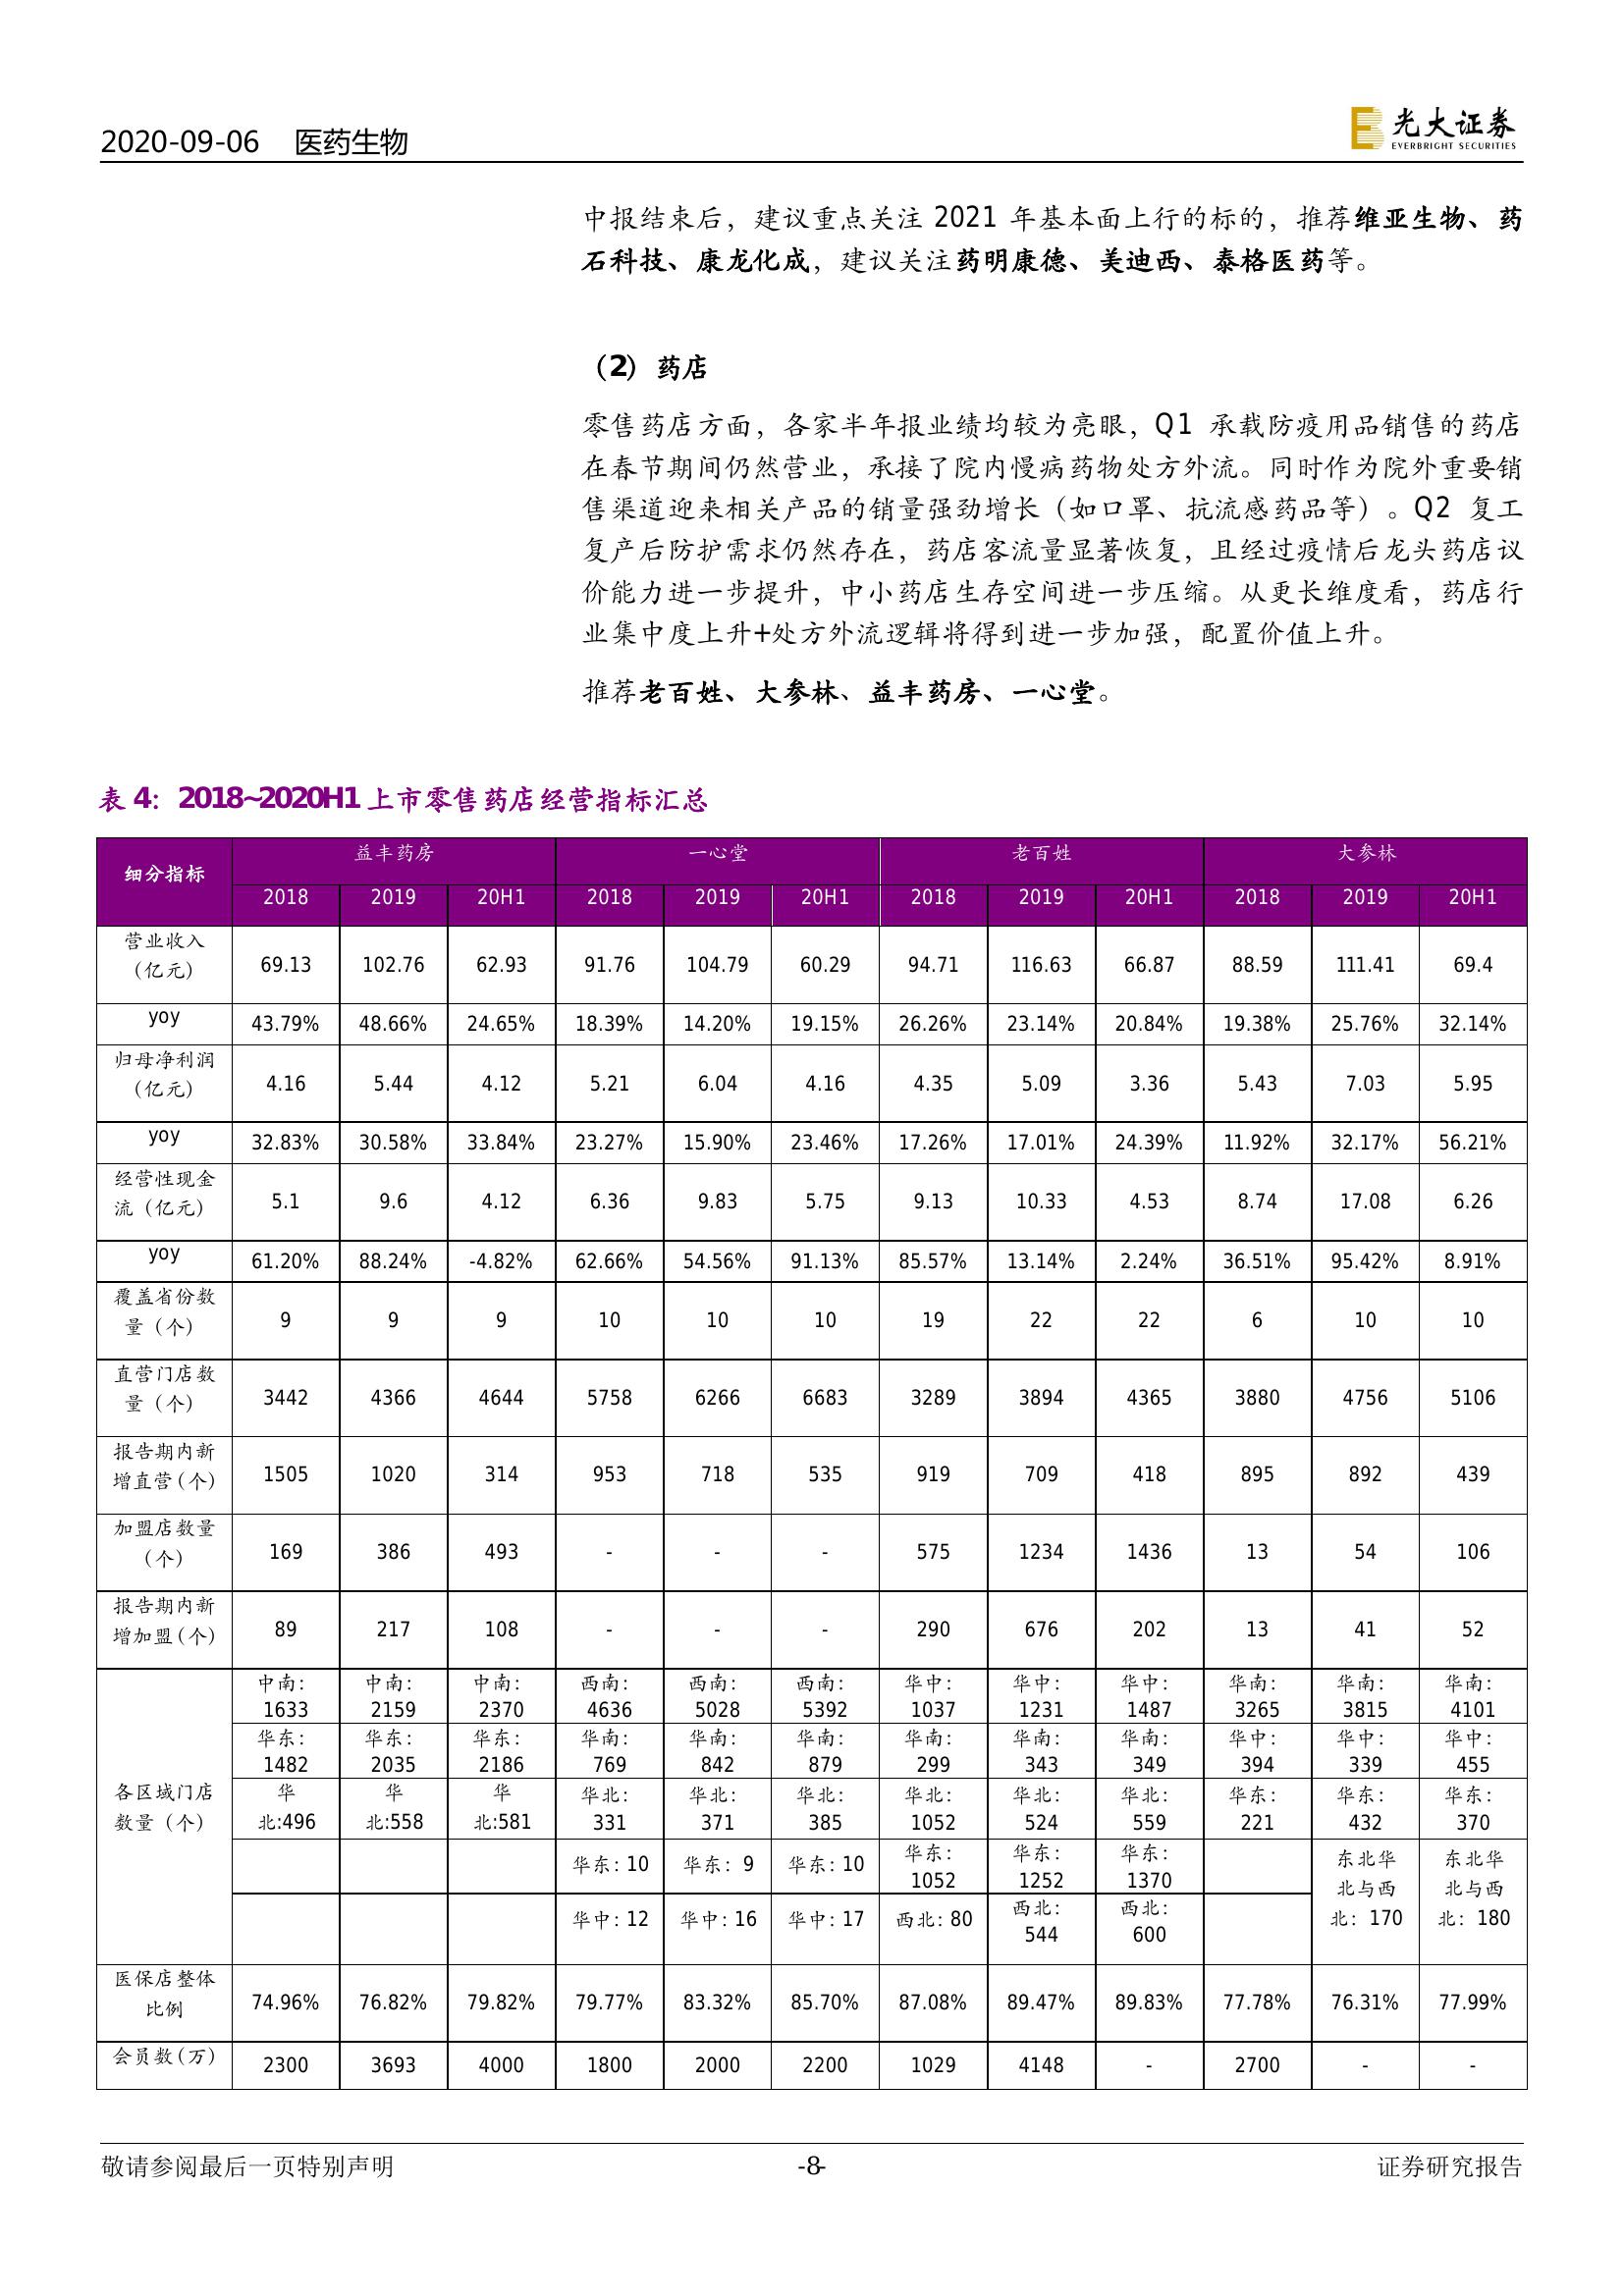 2020-09-06 医药生物
光大证券
EVERBRIGHT SECURITIES
中报结束后，建议重点关注 2021 年基本面上行的标的，推荐维亚生物、药
石科技、康龙化成，建议关注药明康德、美迪西、泰格医药等。
（2）药店
零售药店方面，各家半年报业绩均较为亮眼，Q1 承载防疫用品销售的药店
在春节期间仍然营业，承接了院内慢病药物处方外流。同时作为院外重要销
售渠道迎来相关产品的销量强劲增长（如口罩、抗流感药品等）。Q2 复工
复产后防护需求仍然存在，药店客流量显著恢复，且经过疫情后龙头药店议
价能力进一步提升，中小药店生存空间进一步压缩。从更长维度看，药店行
业集中度上升+处方外流逻辑将得到进一步加强，配置价值上升。
推荐老百姓、大参林、益丰药房、一心堂。
表 4：2018~2020H1 上市零售药店经营指标汇总
细分指标 益丰药房 一心堂 老百姓 大参林
2018 2019 20H1 2018 2019 20H1 2018 2019 20H1 2018 2019 20H1
营业收入
（亿元） 69.13 102.76 62.93 91.76 104.79 60.29 94.71 116.63 66.87 88.59 111.41 69.4
yoy 43.79% 48.66% 24.65% 18.39% 14.20% 19.15% 26.26% 23.14% 20.84% 19.38% 25.76% 32.14%
归母净利润
（亿元） 4.16 5.44 4.12 5.21 6.04 4.16 4.35 5.09 3.36 5.43 7.03 5.95
yoy 32.83% 30.58% 33.84% 23.27% 15.90% 23.46% 17.26% 17.01% 24.39% 11.92% 32.17% 56.21%
经营性现金
流（亿元） 5.1 9.6 4.12 6.36 9.83 5.75 9.13 10.33 4.53 8.74 17.08 6.26
yoy 61.20% 88.24% -4.82% 62.66% 54.56% 91.13% 85.57% 13.14% 2.24% 36.51% 95.42% 8.91%
覆盖省份数
量（个） 9 9 9 10 10 10 19 22 22 6 10 10
直营门店数
量（个） 3442 4366 4644 5758 6266 6683 3289 3894 4365 3880 4756 5106
报告期内新
增直营(个) 1505 1020 314 953 718 535 919 709 418 895 892 439
加盟店数量
（个） 169 386 493 - - - 575 1234 1436 13 54 106
报告期内新
增加盟(个) 89 217 108 - - - 290 676 202 13 41 52
各区域门店
数量（个）
中南： 中南： 中南： 西南： 西南： 西南： 华中： 华中： 华中： 华南： 华南： 华南：
1633 2159 2370 4636 5028 5392 1037 1231 1487 3265 3815 4101
华东： 华东： 华东： 华南： 华南： 华南： 华南： 华南： 华南： 华中： 华中： 华中：
1482 2035 2186 769 842 879 299 343 349 394 339 455
华 华 华 华北： 华北： 华北： 华北： 华北： 华北： 华东： 华东： 华东：
北:496 北:558 北:581 331 371 385 1052 524 559 221 432 370
华东：10 华东：9 华东：10 华东： 华东： 华东： 东北华 东北华
1052 1252 1370 北与西 北与西
华中：12 华中：16 华中：17 西北：80 西北： 西北： 北：170 北：180
544 600
医保店整体
比例 74.96% 76.82% 79.82% 79.77% 83.32% 85.70% 87.08% 89.47% 89.83% 77.78% 76.31% 77.99%
会员数(万) 2300 3693 4000 1800 2000 2200 1029 4148 - 2700 - -
敬请参阅最后一页特别声明 -8- 证券研究报告